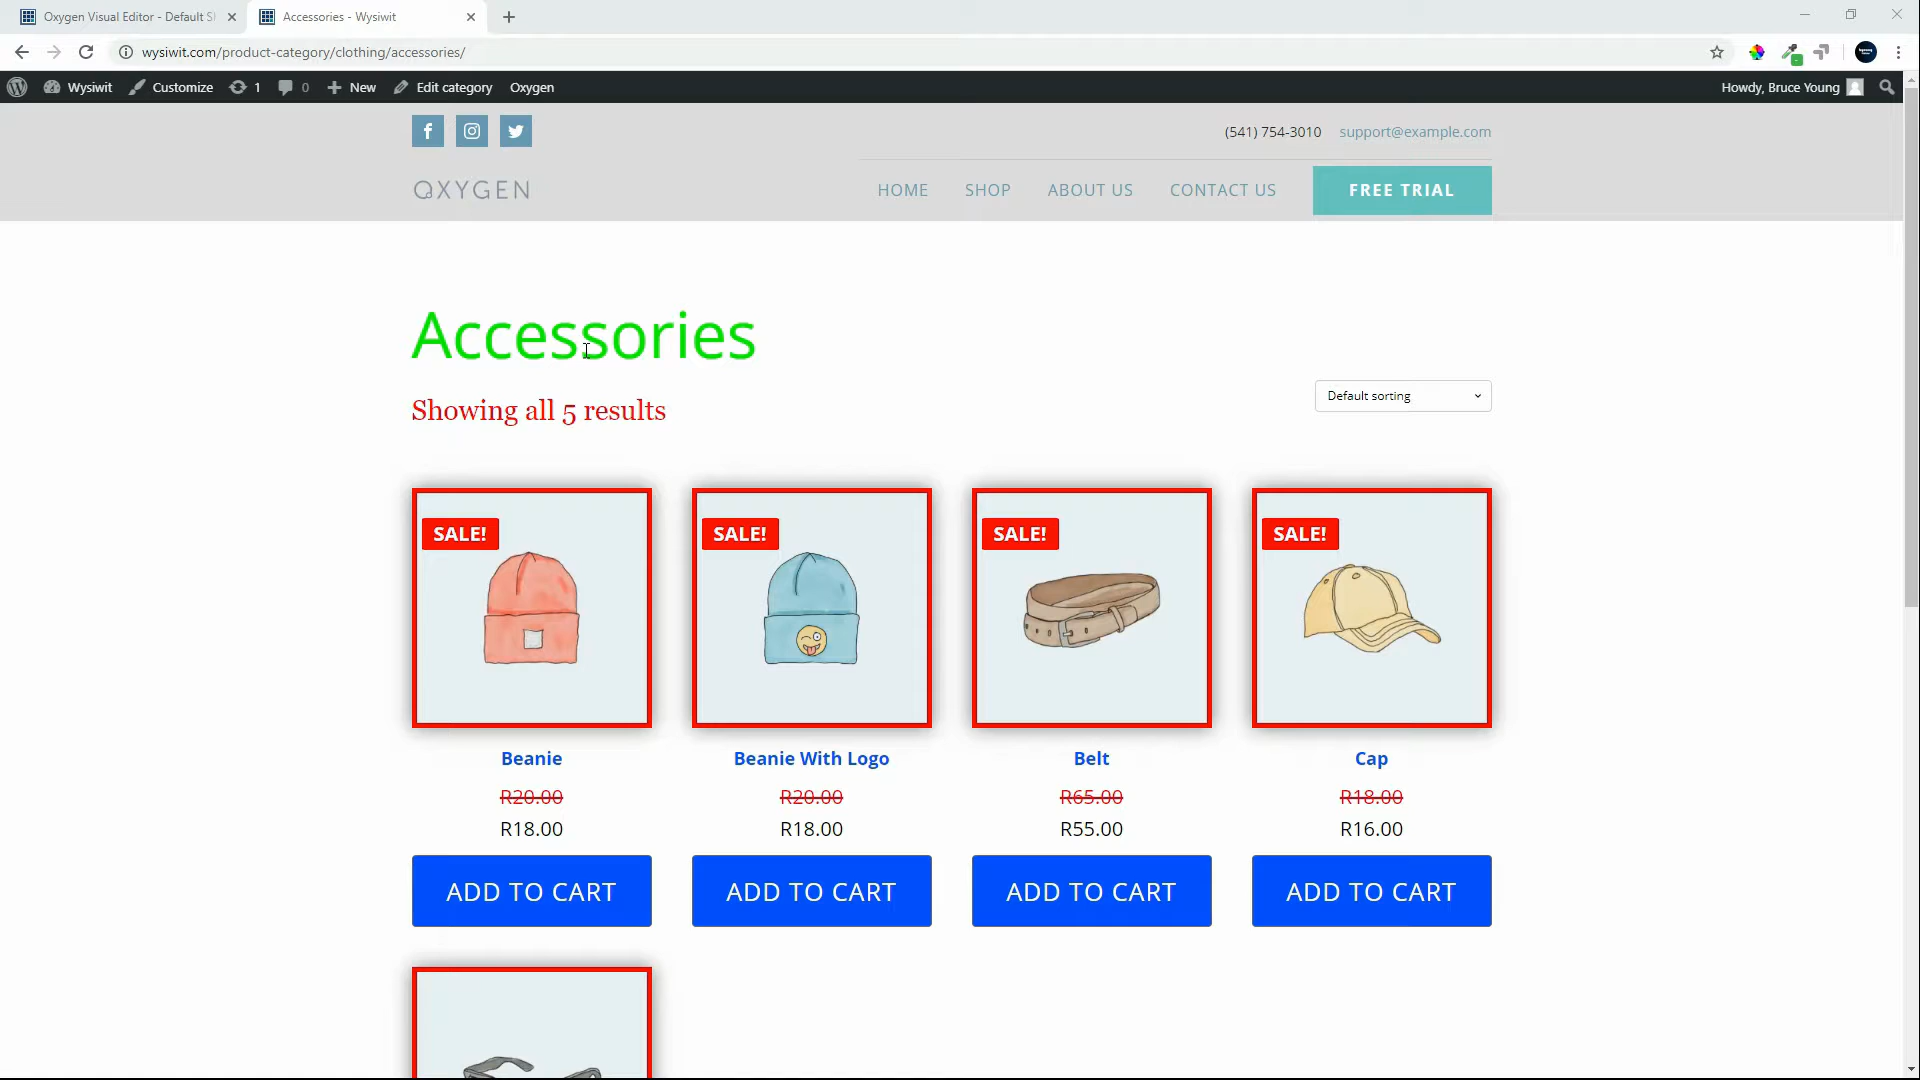 Oxygen Visual Editor - Default S
Accessories - Wysiwit
wysiwit.com/product-category/clothing/accessories/
Wysiwit Customize 1 0 New Edit category Oxygen Howdy, Bruce Young
(541) 754-3010 support@example.com
OXYGEN HOME SHOP ABOUT US CONTACT US FREE TRIAL
Accessories
Showing all 5 results
Default sorting
SALE! SALE! SALE! SALE!
Beanie Beanie With Logo Belt Cap
R20.00 R20.00 R65.00 R18.00
R18.00 R18.00 R55.00 R16.00
ADD TO CART ADD TO CART ADD TO CART ADD TO CART